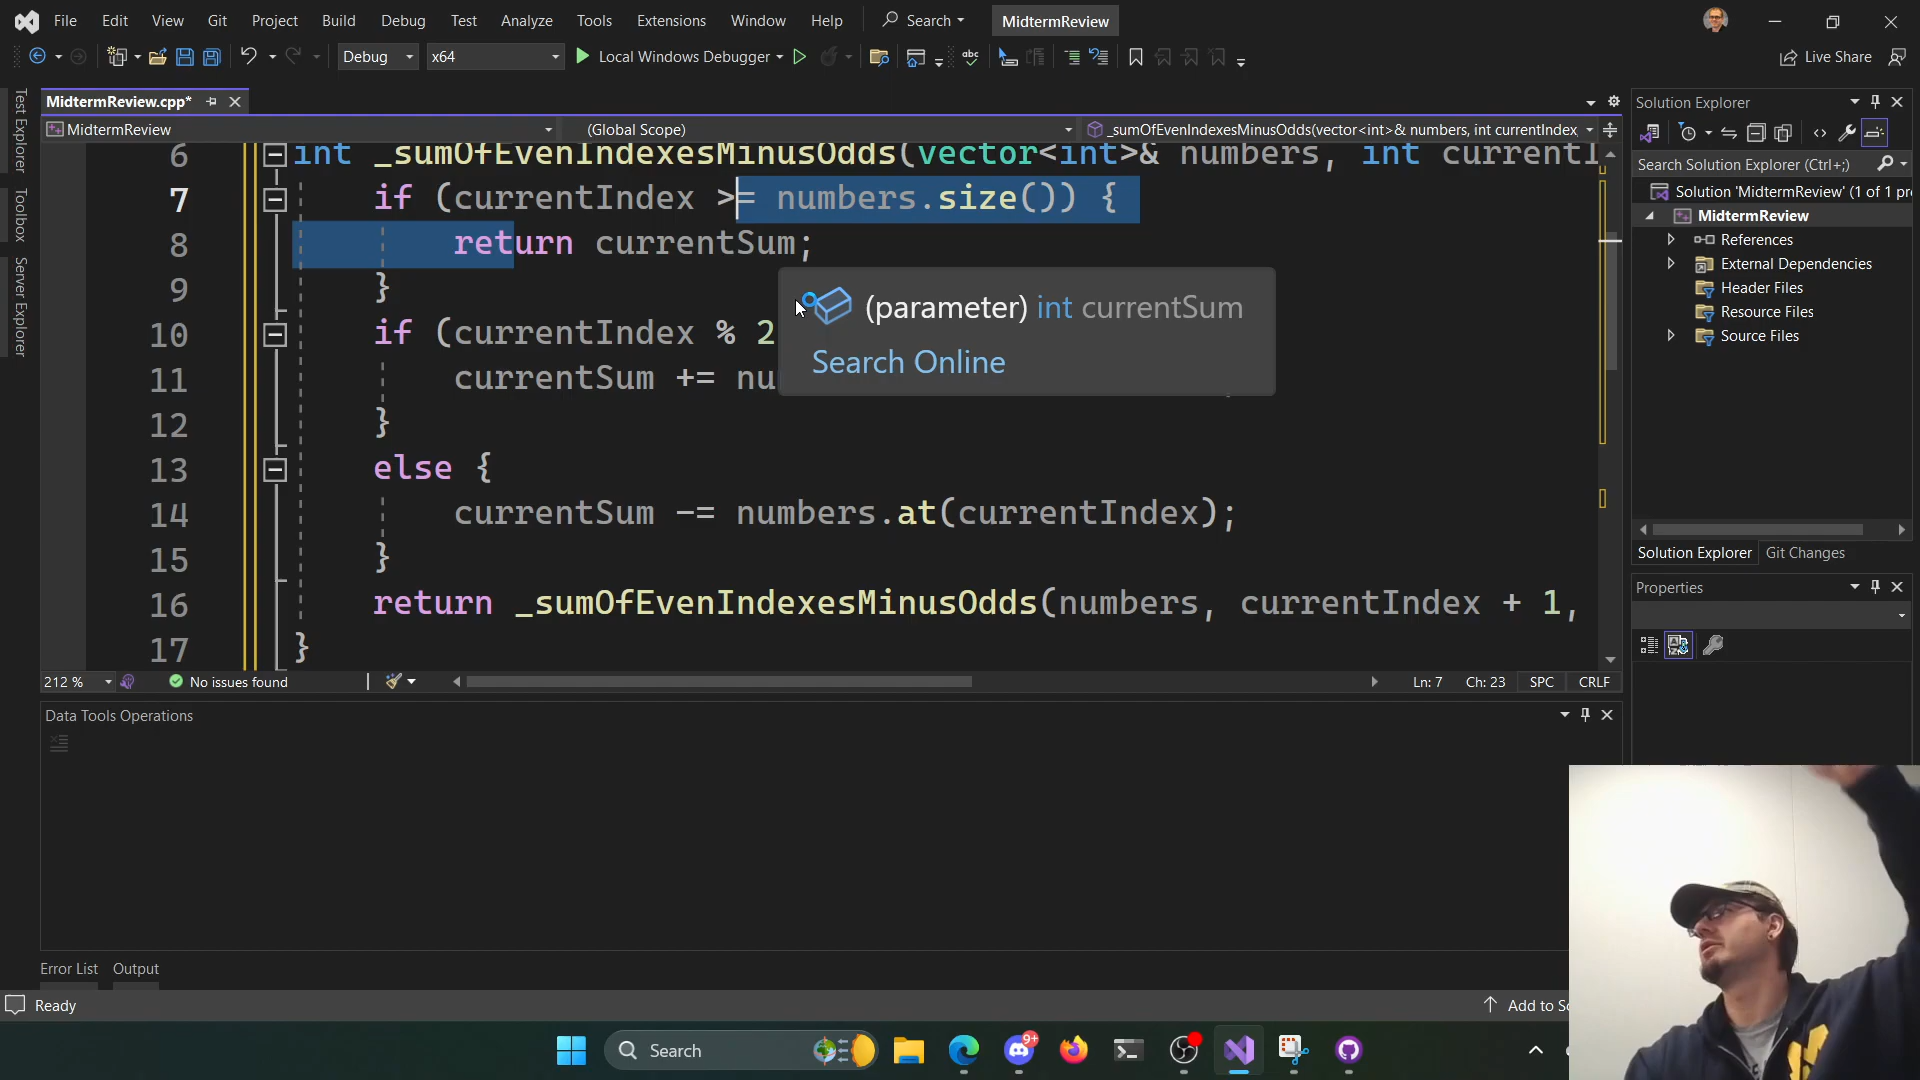 File Edit View Git Project Build Debug Test Analyze Tools Extensions Window Help Search MidtermReview
Debug x64 Local Windows Debugger Live Share
MidtermReview.cpp*
MidtermReview (Global Scope) _sumOfEvenIndexesMinusOdds(vector<int>& numbers, int currentIndex,
Test Explorer
Toolbox
Server Explorer
6 int _sumOfEvenIndexesMinusOdds(vector<int>& numbers, int currentI
7 if (currentIndex >= numbers.size()) {
8 return currentSum;
9 }
10 if (currentIndex % 2
11 currentSum += nu
12 }
13 else {
14 currentSum -= numbers.at(currentIndex);
15 }
16 return _sumOfEvenIndexesMinusOdds(numbers, currentIndex + 1,
17 }
(parameter) int currentSum
Search Online
212 % No issues found Ln: 7 Ch: 23 SPC CRLF
Solution Explorer
Search Solution Explorer (Ctrl+;)
Solution 'MidtermReview' (1 of 1 pr
MidtermReview
References
External Dependencies
Header Files
Resource Files
Source Files
Solution Explorer Git Changes
Properties
Data Tools Operations
Error List Output
Ready Add to So
Search
9+